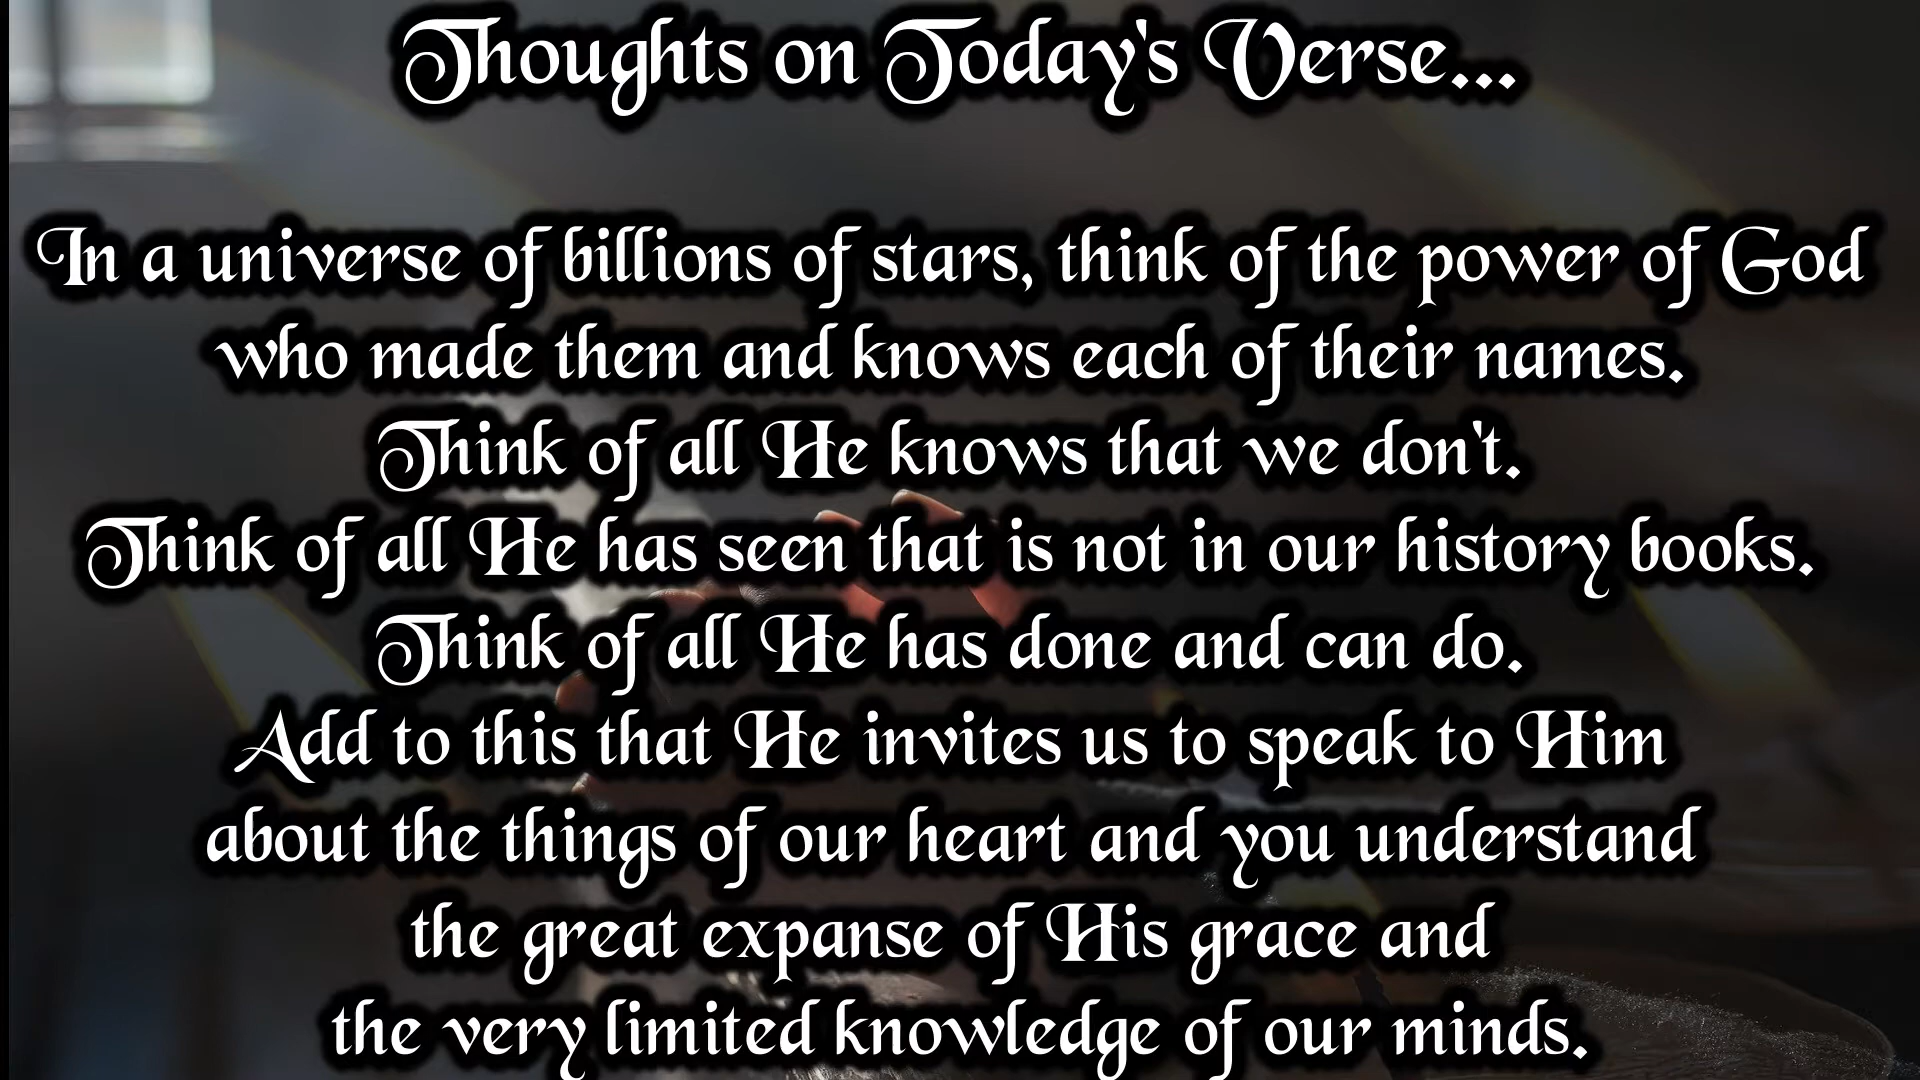 Thoughts on Today's Verse...
In a universe of billions of stars, think of the power of God
who made them and knows each of their names.
Think of all He knows that we don't.
Think of all He has seen that is not in our history books.
Think of all He has done and can do.
Add to this that He invites us to speak to Him
about the things of our heart and you understand
the great expanse of His grace and
the very limited knowledge of our minds.